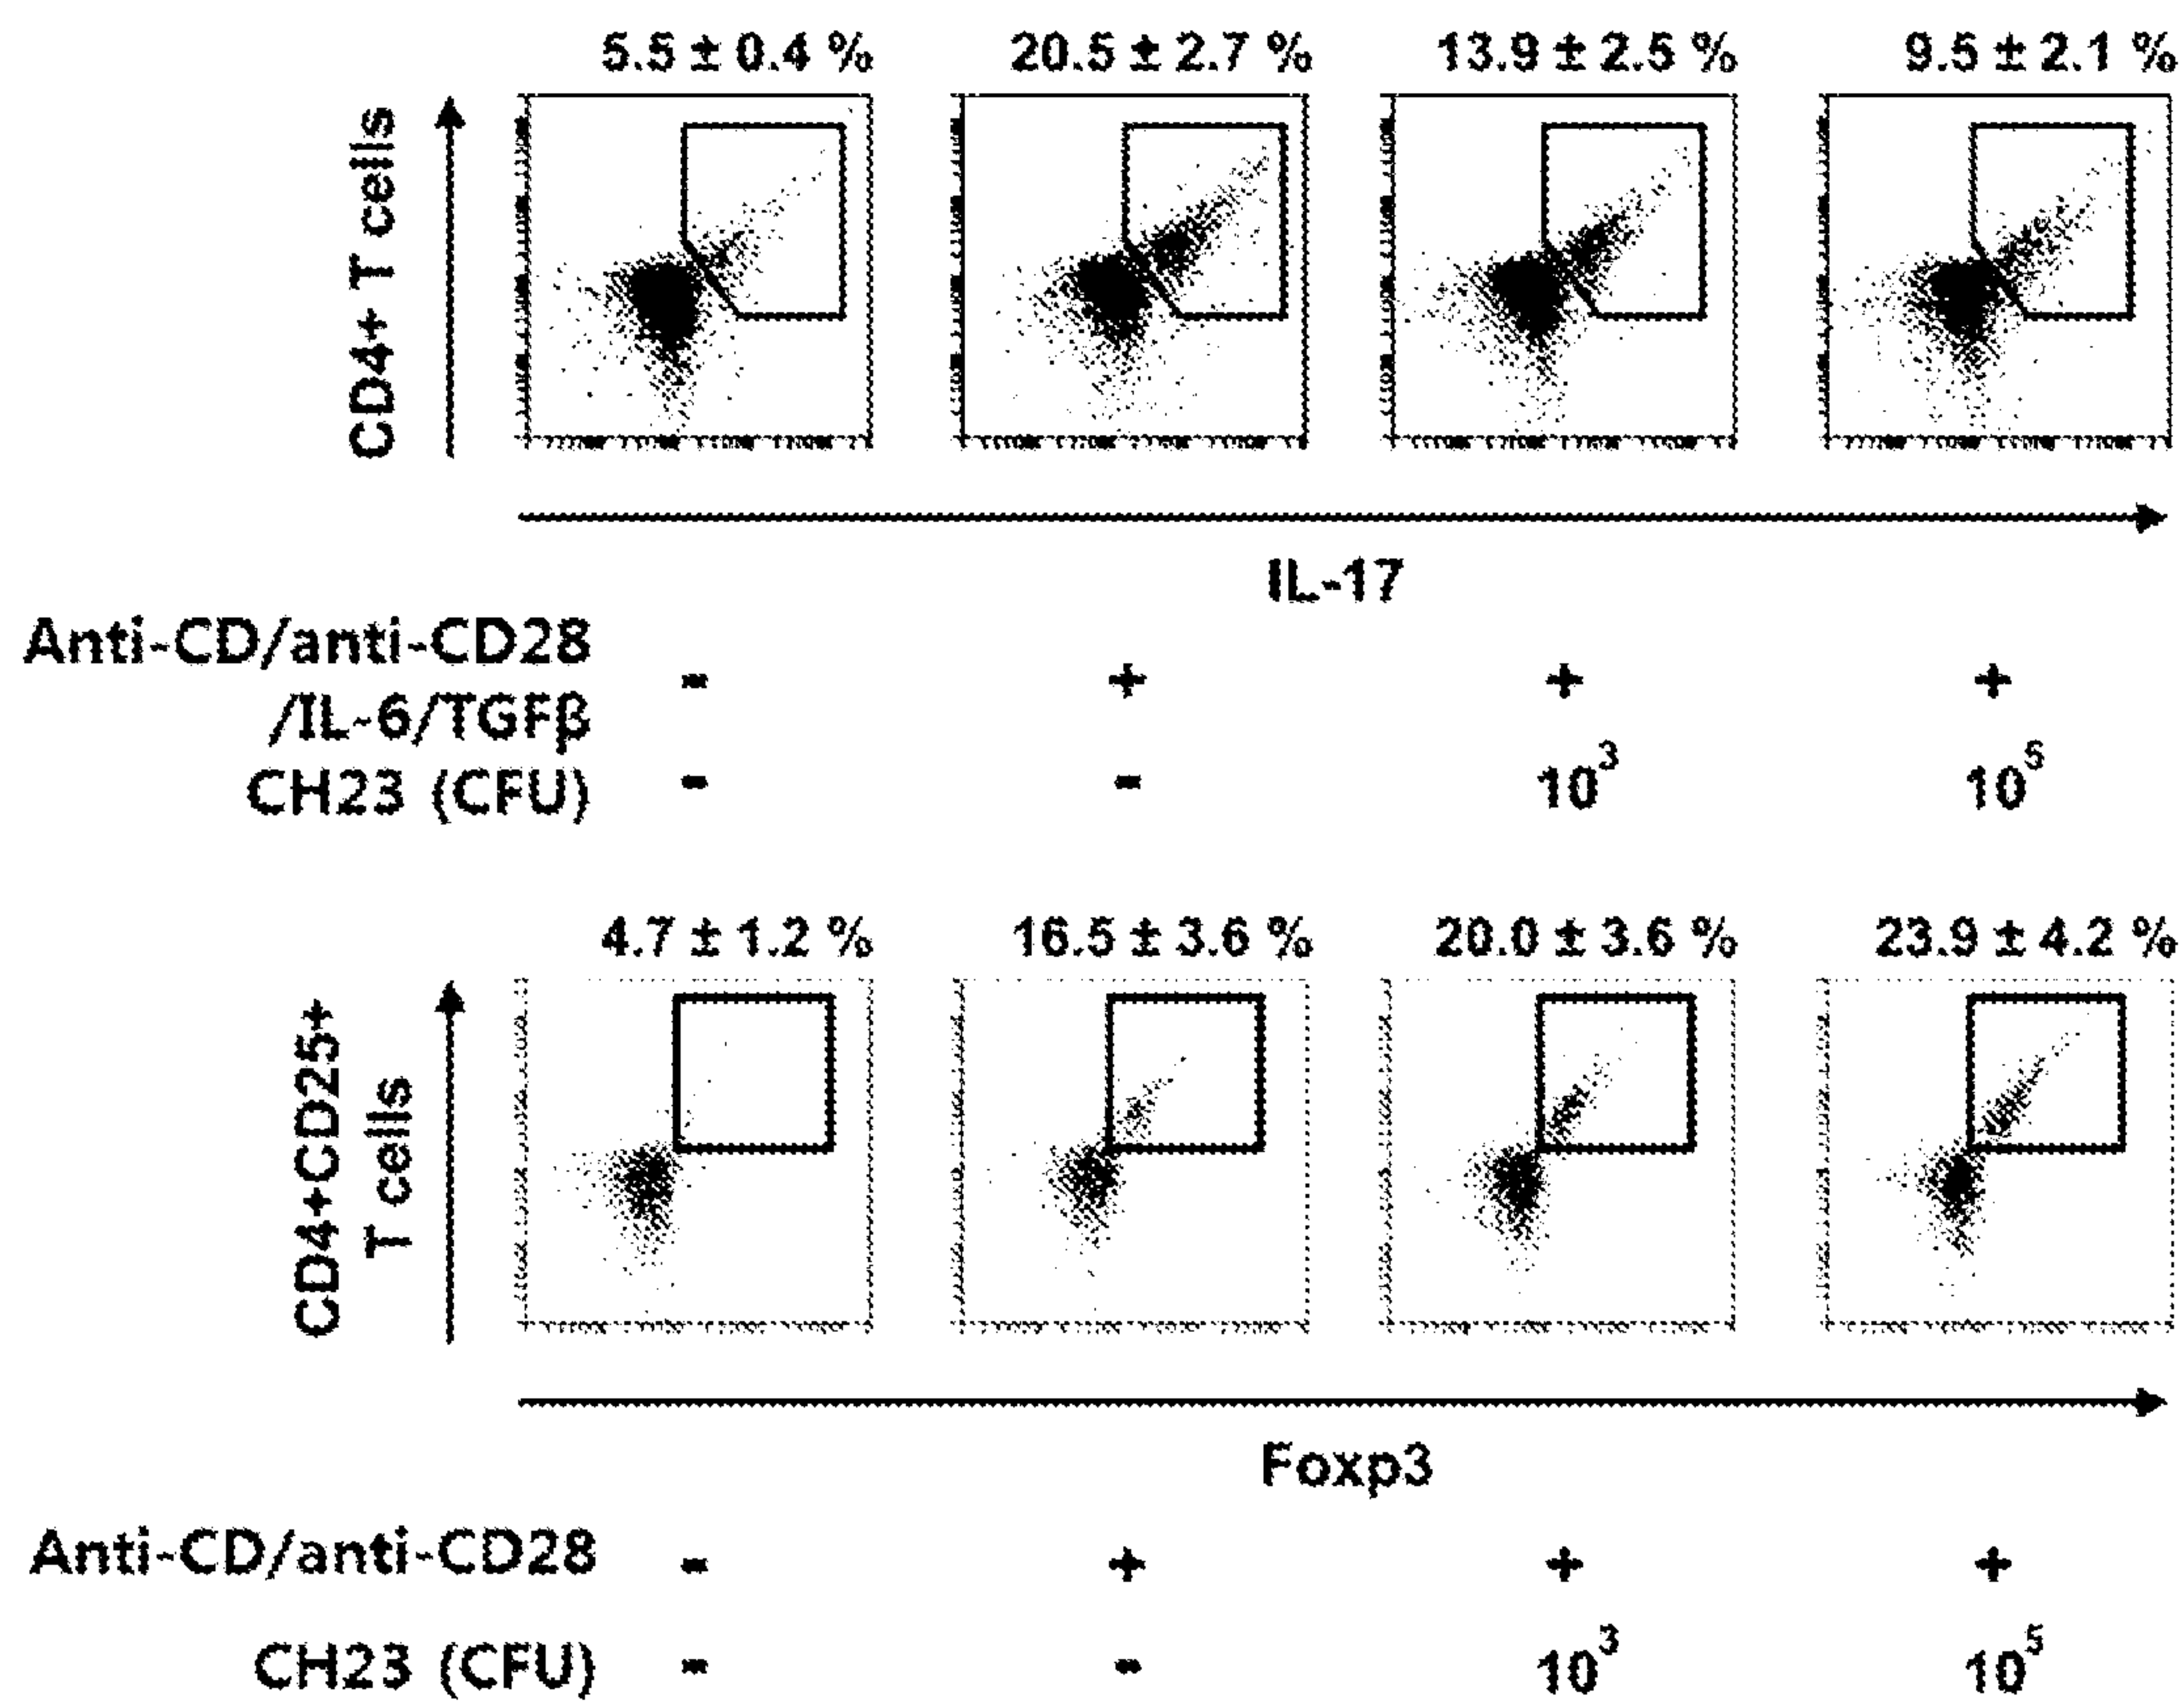 5.5 ± 0.4 % 20.5 ± 2.7 % 13.9 ± 2.5 % 9.5 ± 2.1 %
CD4+ T cells
IL-17
Anti-CD/anti-CD28
/IL-6/TGFβ - + + +
CH23 (CFU) - - 10³ 10⁵
4.7 ± 1.2 % 16.5 ± 3.6 % 20.0 ± 3.6 % 23.9 ± 4.2 %
CD4+CD25+
T cells
Foxp3
Anti-CD/anti-CD28 - + + +
CH23 (CFU) - - 10³ 10⁵